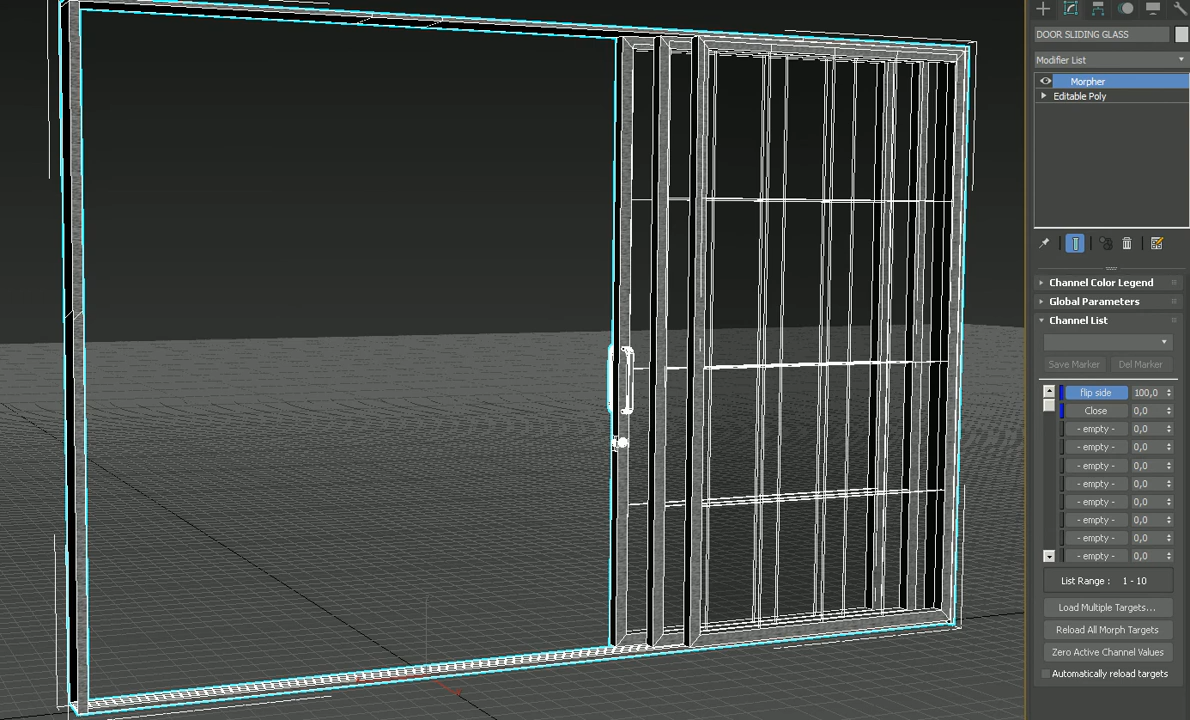 DOOR SLIDING GLASS
Modifier List
Morpher
Editable Poly
Channel Color Legend
Global Parameters
Channel List
Save Marker Del Marker
flip side 100,0
Close 0,0
- empty - 0,0
- empty - 0,0
- empty - 0,0
- empty - 0,0
- empty - 0,0
- empty - 0,0
- empty - 0,0
- empty - 0,0
List Range : 1 - 10
Load Multiple Targets...
Reload All Morph Targets
Zero Active Channel Values
Automatically reload targets